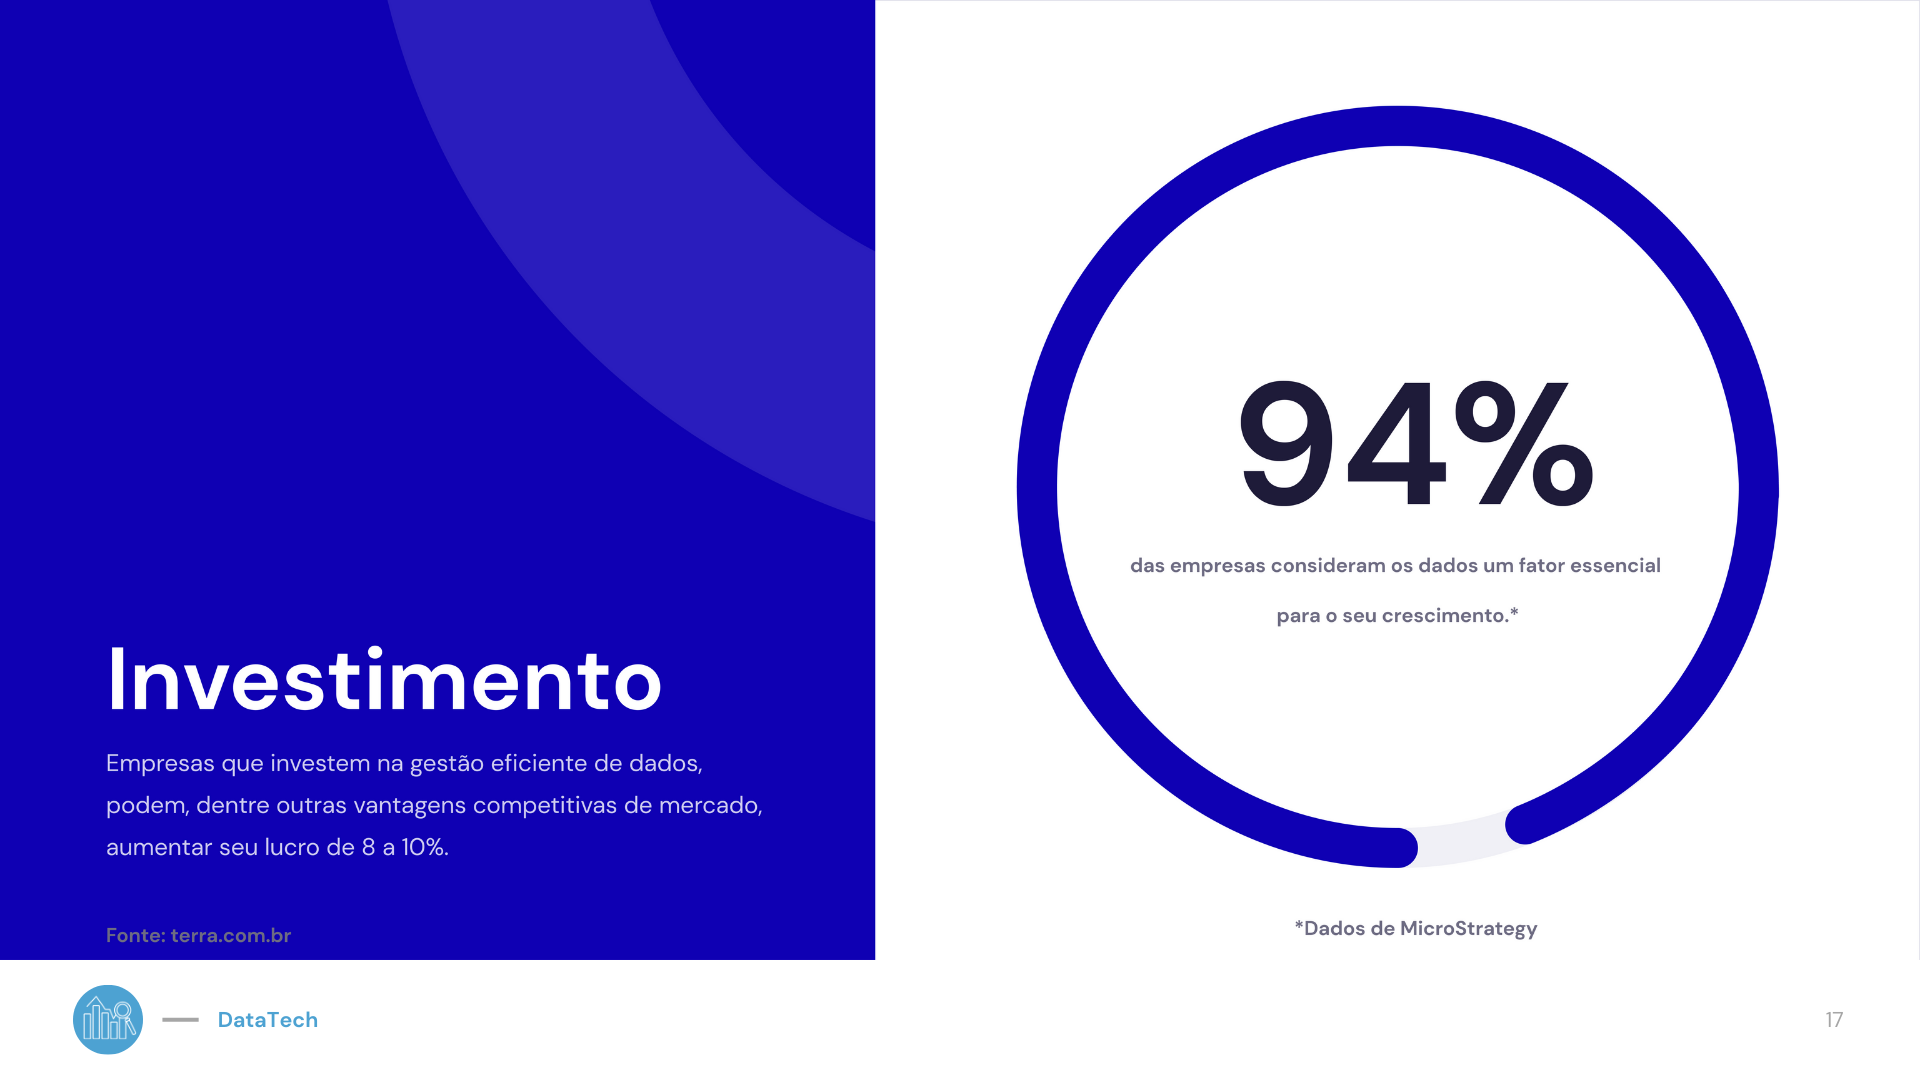 Investimento
Empresas que investem na gestão eficiente de dados,
podem, dentre outras vantagens competitivas de mercado,
aumentar seu lucro de 8 a 10%.
Fonte: terra.com.br
94%
das empresas consideram os dados um fator essencial
para o seu crescimento.*
*Dados de MicroStrategy
DataTech
17